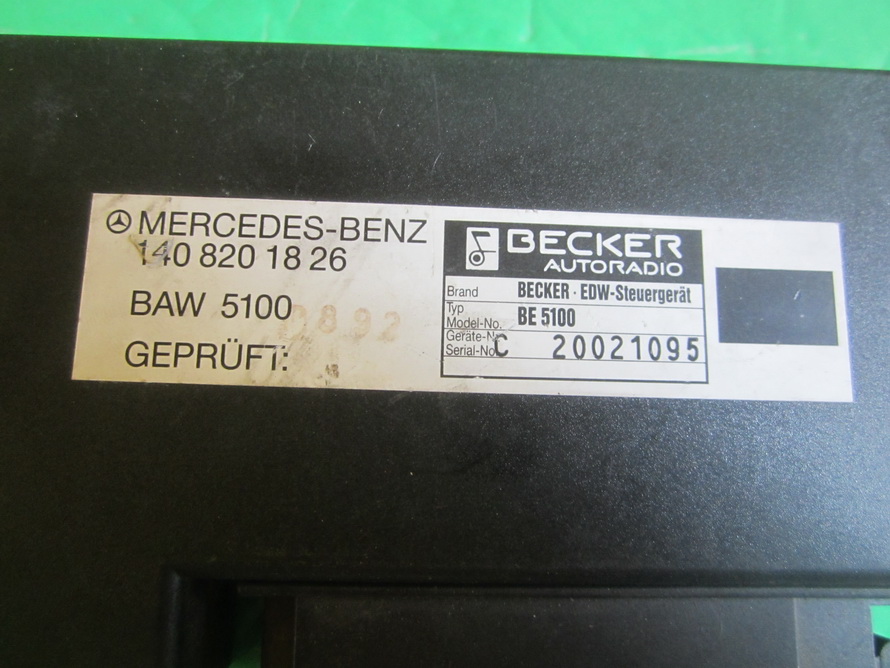 MERCEDES-BENZ
140 820 18 26
BAW 5100
0892
GEPRÜFT:
BECKER
AUTORADIO
Brand BECKER · EDW-Steuergerät
Typ
Model-No. BE 5100
Geräte-Nr
Serial-No C 20021095